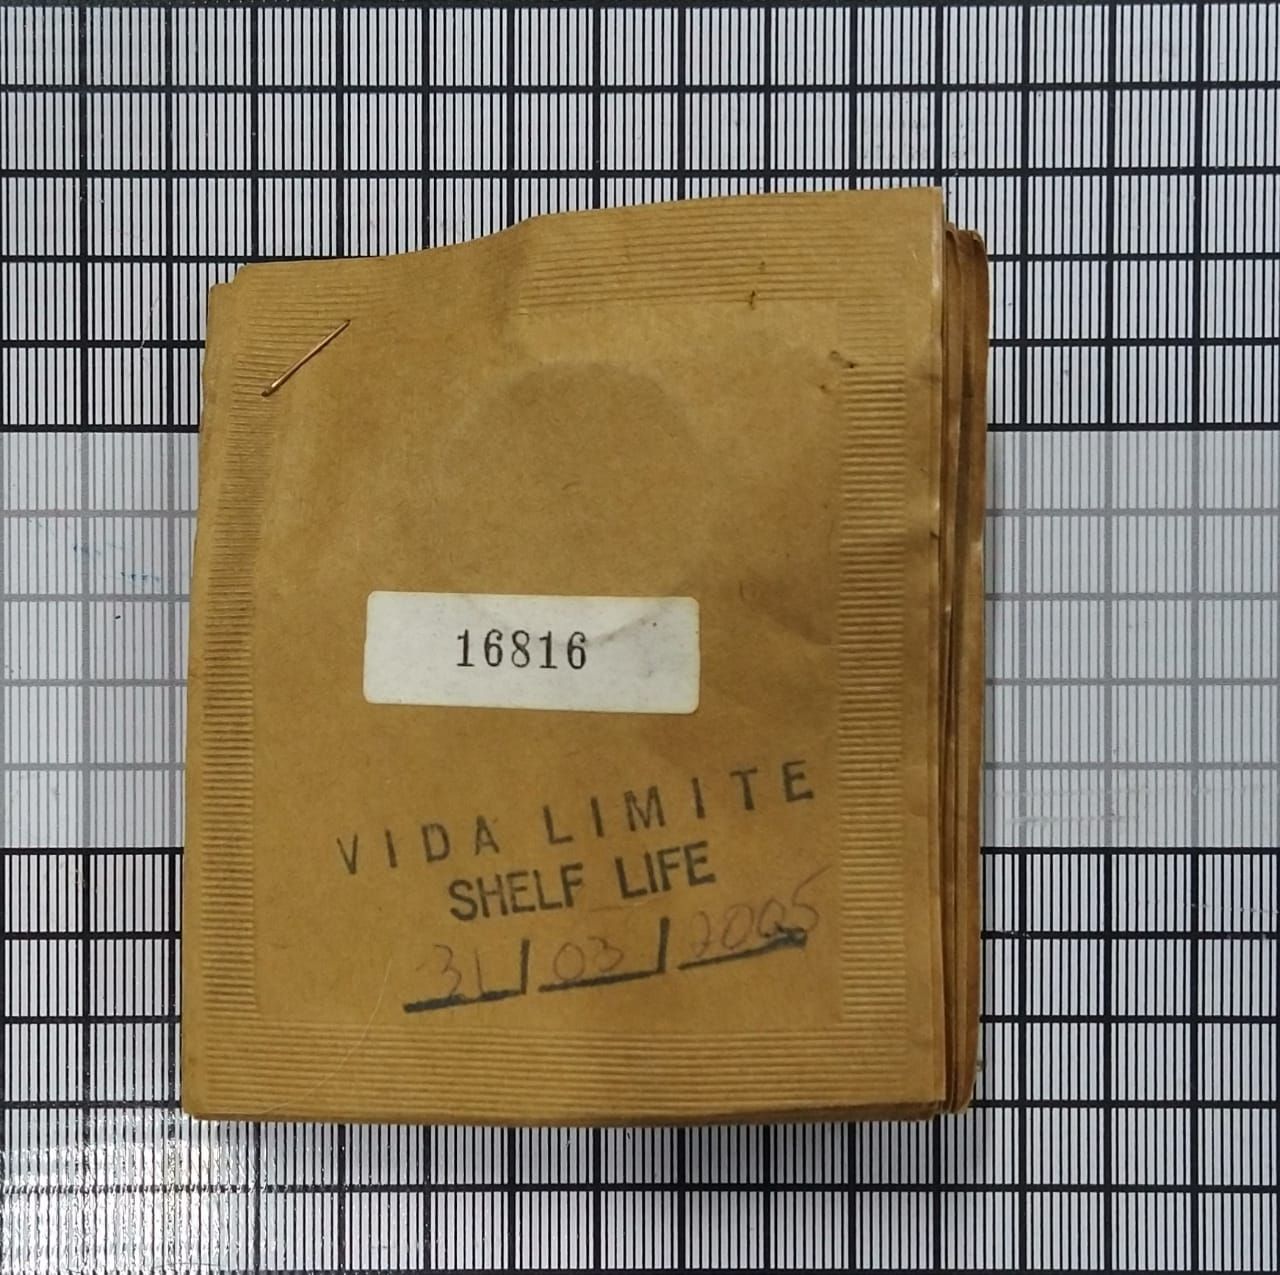 16816
VIDA LIMITE
SHELF LIFE
31/03/2005